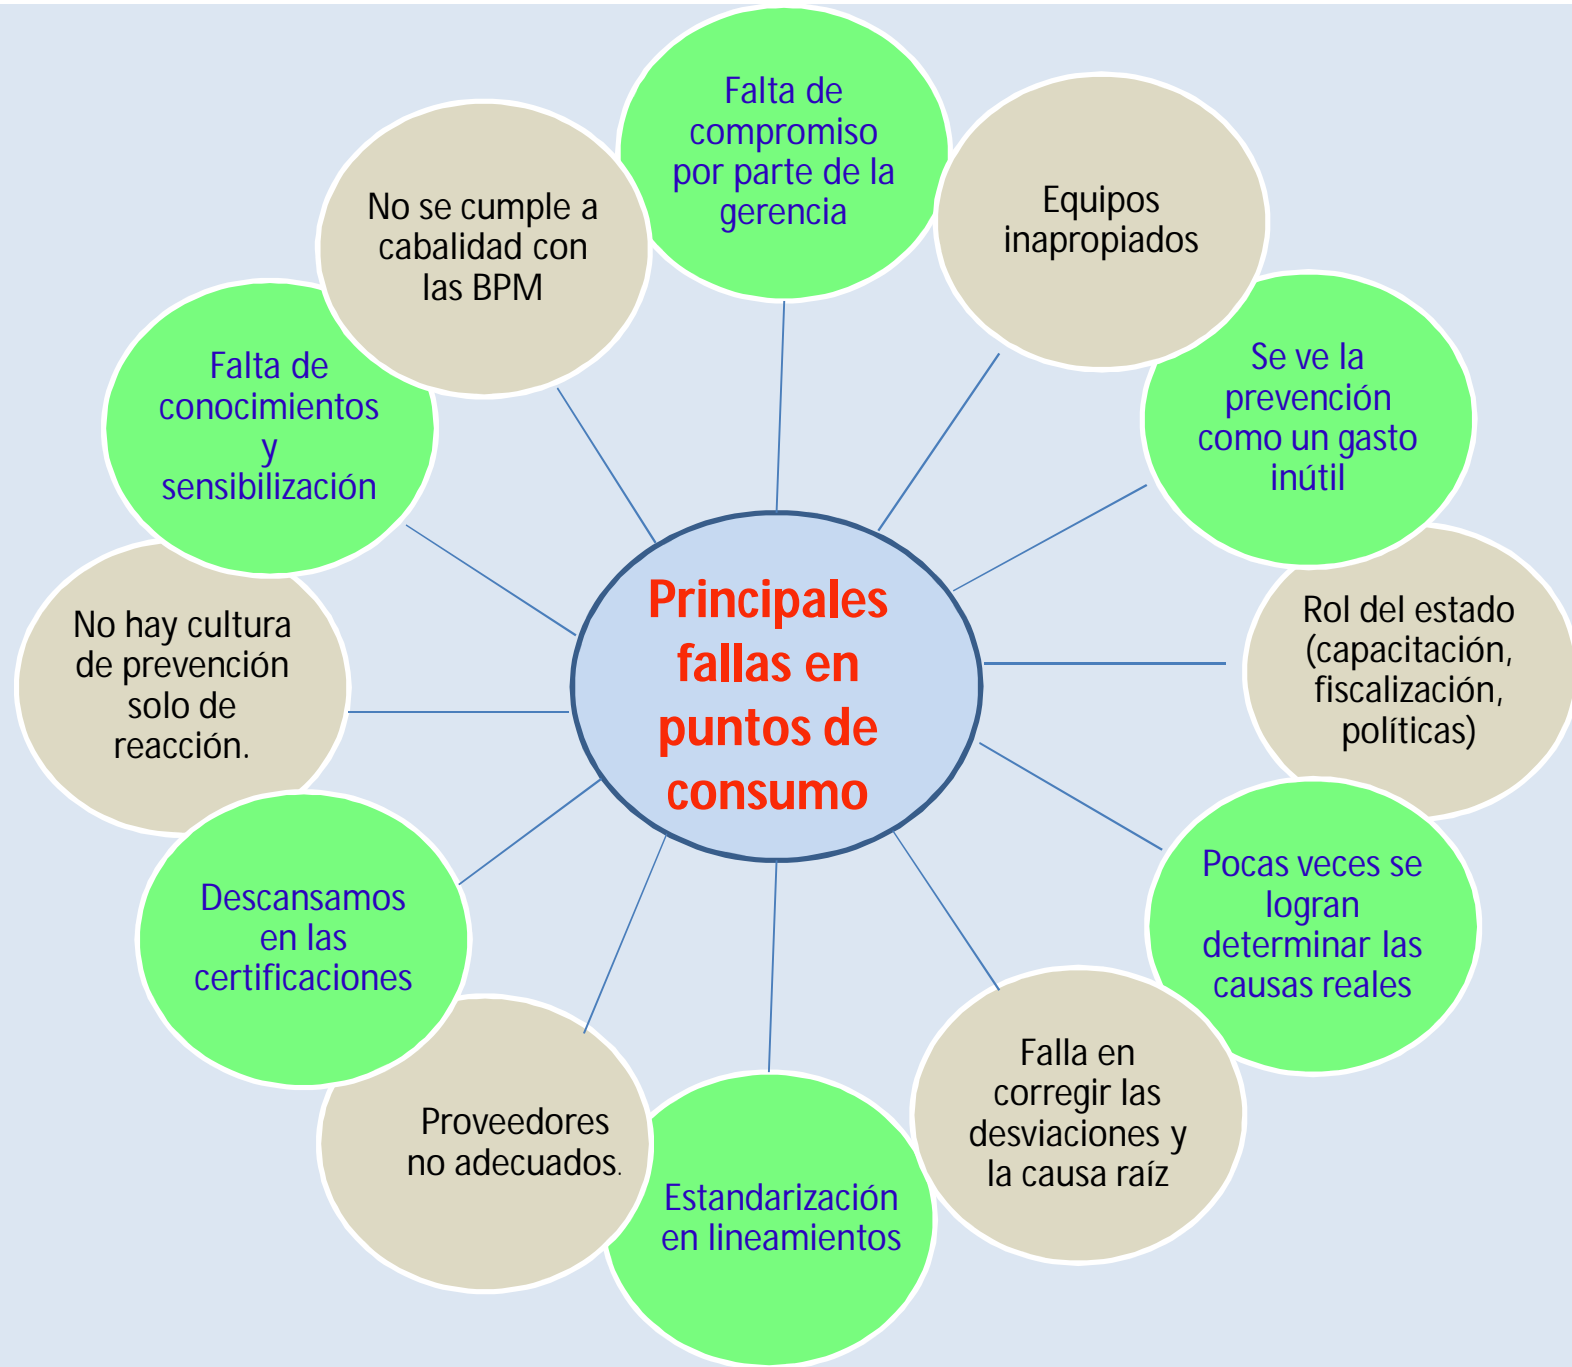 Falta de
compromiso
por parte de la
gerencia
Equipos
inapropiados
Se ve la
prevención
como un gasto
inútil
Rol del estado
(capacitación,
fiscalización,
políticas)
Pocas veces se
logran
determinar las
causas reales
Falla en
corregir las
desviaciones y
la causa raíz
Estandarización
en lineamientos
Proveedores
no adecuados.
Descansamos
en las
certificaciones
No hay cultura
de prevención
solo de
reacción.
Falta de
conocimientos
y
sensibilización
No se cumple a
cabalidad con
las BPM
Principales
fallas en
puntos de
consumo